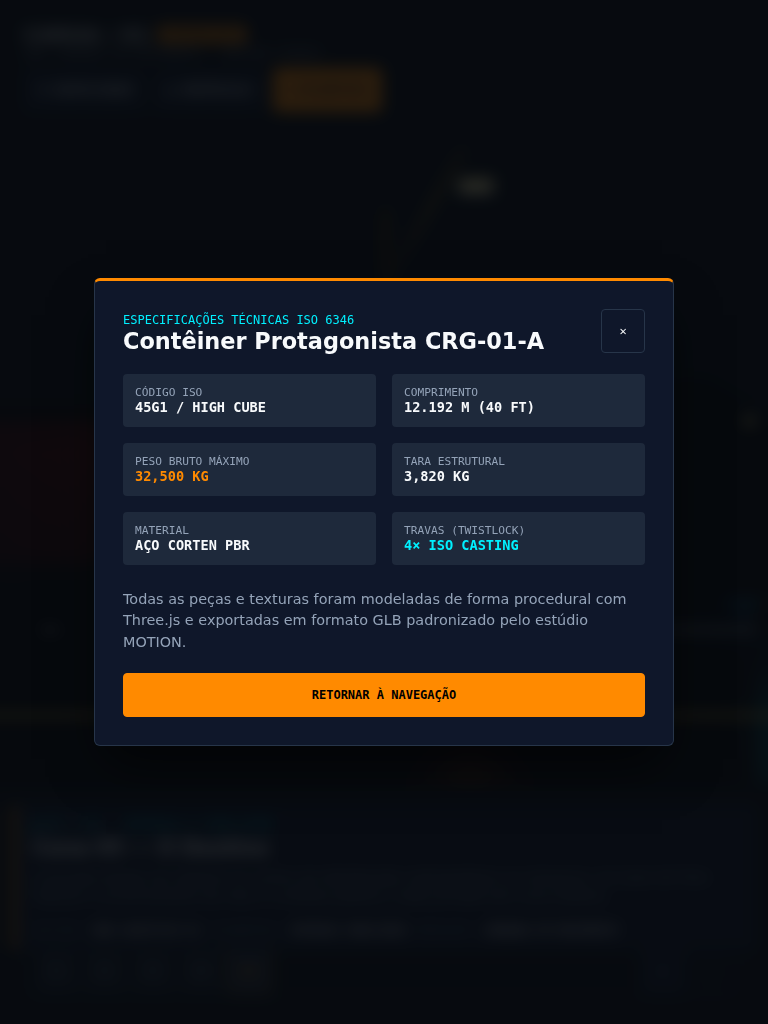 ESPECIFICAÇÕES TÉCNICAS ISO 6346
Contêiner Protagonista CRG-01-A
×
CÓDIGO ISO
45G1 / HIGH CUBE
COMPRIMENTO
12.192 M (40 FT)
PESO BRUTO MÁXIMO
32,500 KG
TARA ESTRUTURAL
3,820 KG
MATERIAL
AÇO CORTEN PBR
TRAVAS (TWISTLOCK)
4× ISO CASTING
Todas as peças e texturas foram modeladas de forma procedural com
Three.js e exportadas em formato GLB padronizado pelo estúdio
MOTION.
RETORNAR À NAVEGAÇÃO